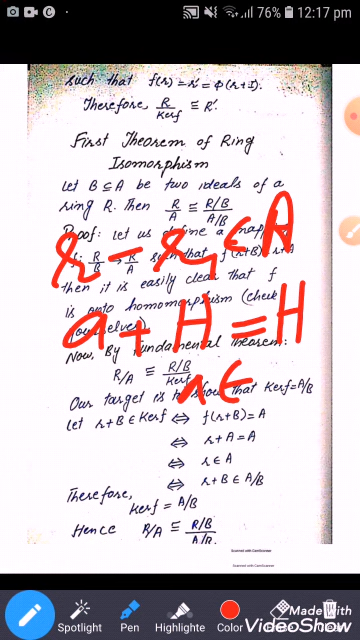 76% 12:17 pm
such that f(r) = r' = φ(r+I).
Therefore, R/Kerf ≅ R'.
First Theorem of Ring
Isomorphism
Let B ⊆ A be two ideals of a
ring R. Then R/A ≅ (R/B)/(A/B)
Proof: Let us define a mapping
f: R/B → R/A such that f(r+B) = r+A
r - r₁ ∈ A
then it is easily clear that f
is onto homomorphism (check
a + H = H
yourselves)
Now, By Fundamental Theorem:
R/A ≅ (R/B)/Kerf
r ∈
Our target is to show that Kerf = A/B
Let r+B ∈ Kerf ⇔ f(r+B) = A
⇔ r+A = A
⇔ r ∈ A
⇔ r+B ∈ A/B
Therefore,
Kerf = A/B
Hence R/A ≅ (R/B)/(A/B)
Scanned with CamScanner
Scanned with CamScanner
Spotlight Pen Highlighte Color
Made with
VideoShow